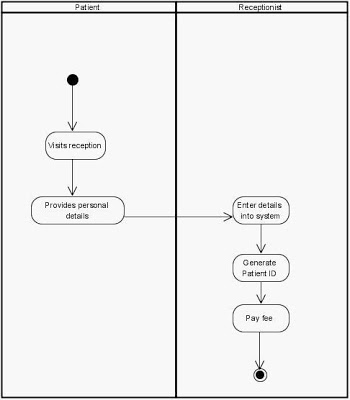 Patient
Receptionist
Visits reception
Provides personal
details
Enter details
into system
Generate
Patient ID
Pay fee